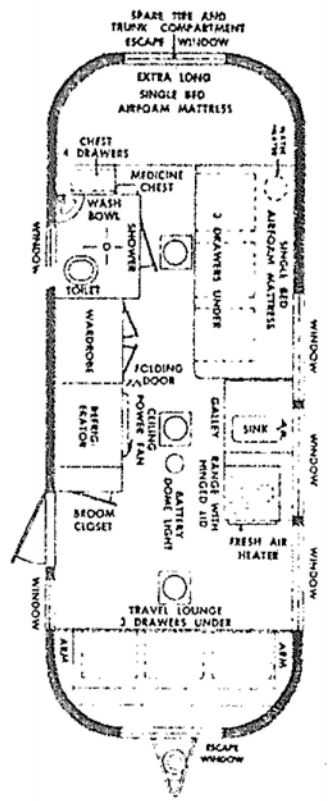 SPARE TIRE AND
TRUNK COMPARTMENT
ESCAPE WINDOW
EXTRA LONG
SINGLE BED
AIRFOAM MATTRESS
CHEST
4 DRAWERS
MEDICINE
CHEST
WATER
HEATER
WASH
BOWL
SHOWER
TOILET
WINDOW
3 DRAWERS UNDER
SINGLE BED
AIRFOAM MATTRESS
WINDOW
WARDROBE
FOLDING
DOOR
REFRIG
ERATOR
CEILING
POWER FAN
GALLEY
SINK
WINDOW
RANGE WITH
HINGED LID
BATTERY
DOME LIGHT
BROOM
CLOSET
FRESH AIR
HEATER
WINDOW
WINDOW
TRAVEL LOUNGE
3 DRAWERS UNDER
ARM
ARM
ESCAPE
WINDOW